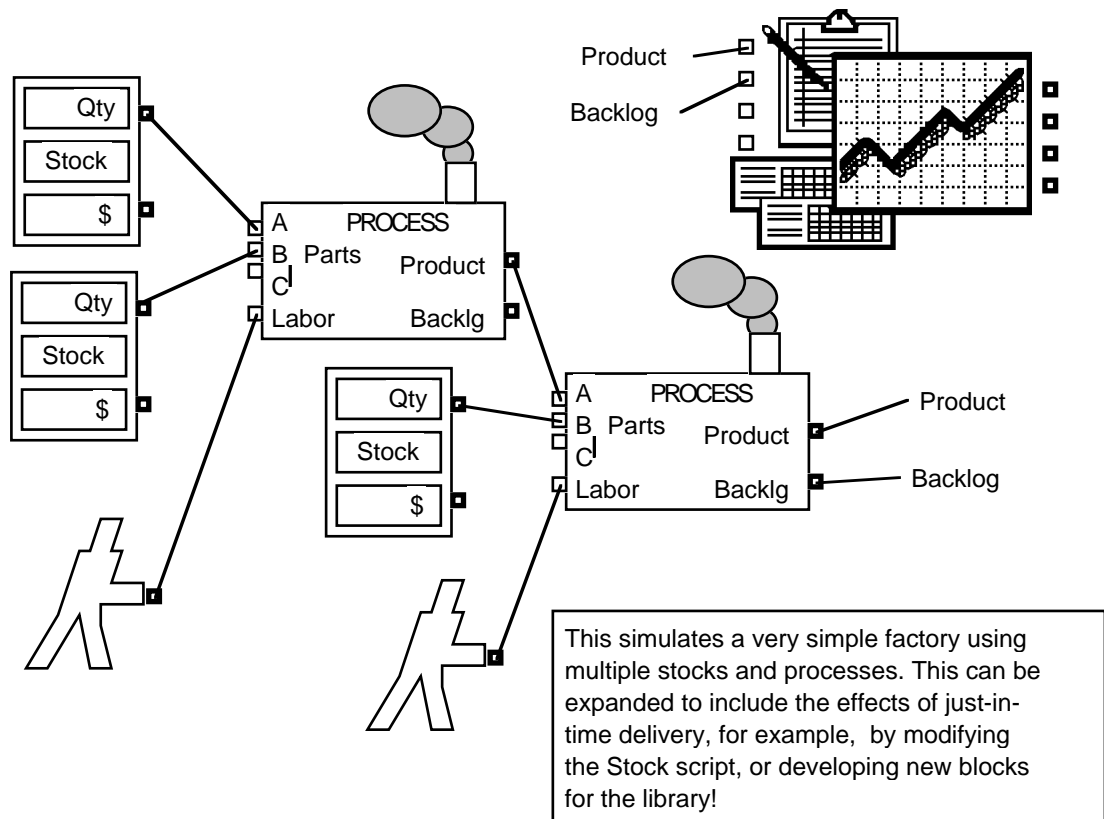 Product
Backlog
Qty
Stock
$
Qty
Stock
$
A PROCESS
B Parts
Product
C
Labor Backlg
Qty
Stock
$
A PROCESS
B Parts
Product
C
Labor Backlg
Product
Backlog
This simulates a very simple factory using
multiple stocks and processes. This can be
expanded to include the effects of just-in-
time delivery, for example, by modifying
the Stock script, or developing new blocks
for the library!